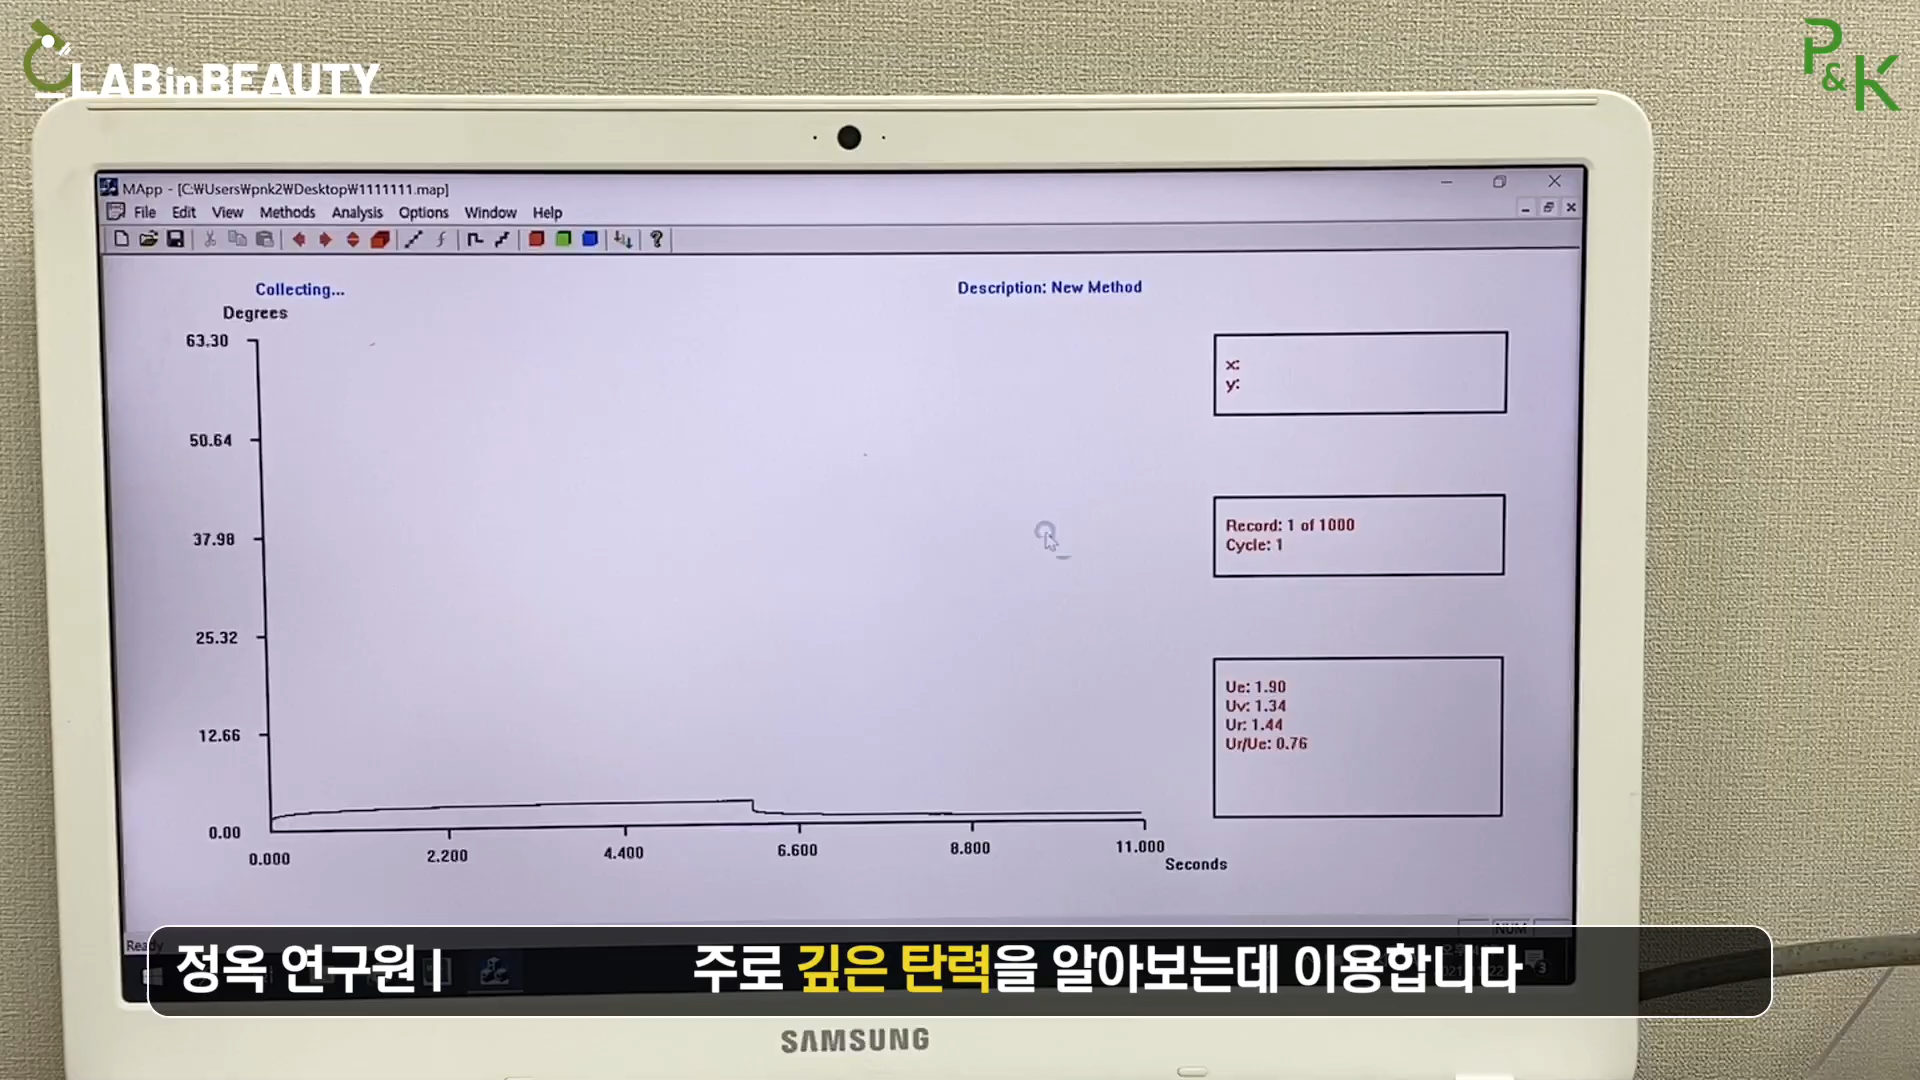 LABinBEAUTY
P&K
MApp - [C:₩Users₩pnk2₩Desktop₩1111111.map]
File Edit View Methods Analysis Options Window Help
Collecting...
Description: New Method
Degrees
63.30
50.64
37.98
25.32
12.66
0.00
0.000 2.200 4.400 6.600 8.800 11.000
Seconds
x:
y:
Record: 1 of 1000
Cycle: 1
Ue: 1.90
Uv: 1.34
Ur: 1.44
Ur/Ue: 0.76
Ready
NUM
정옥 연구원 | 주로 깊은 탄력을 알아보는데 이용합니다
SAMSUNG